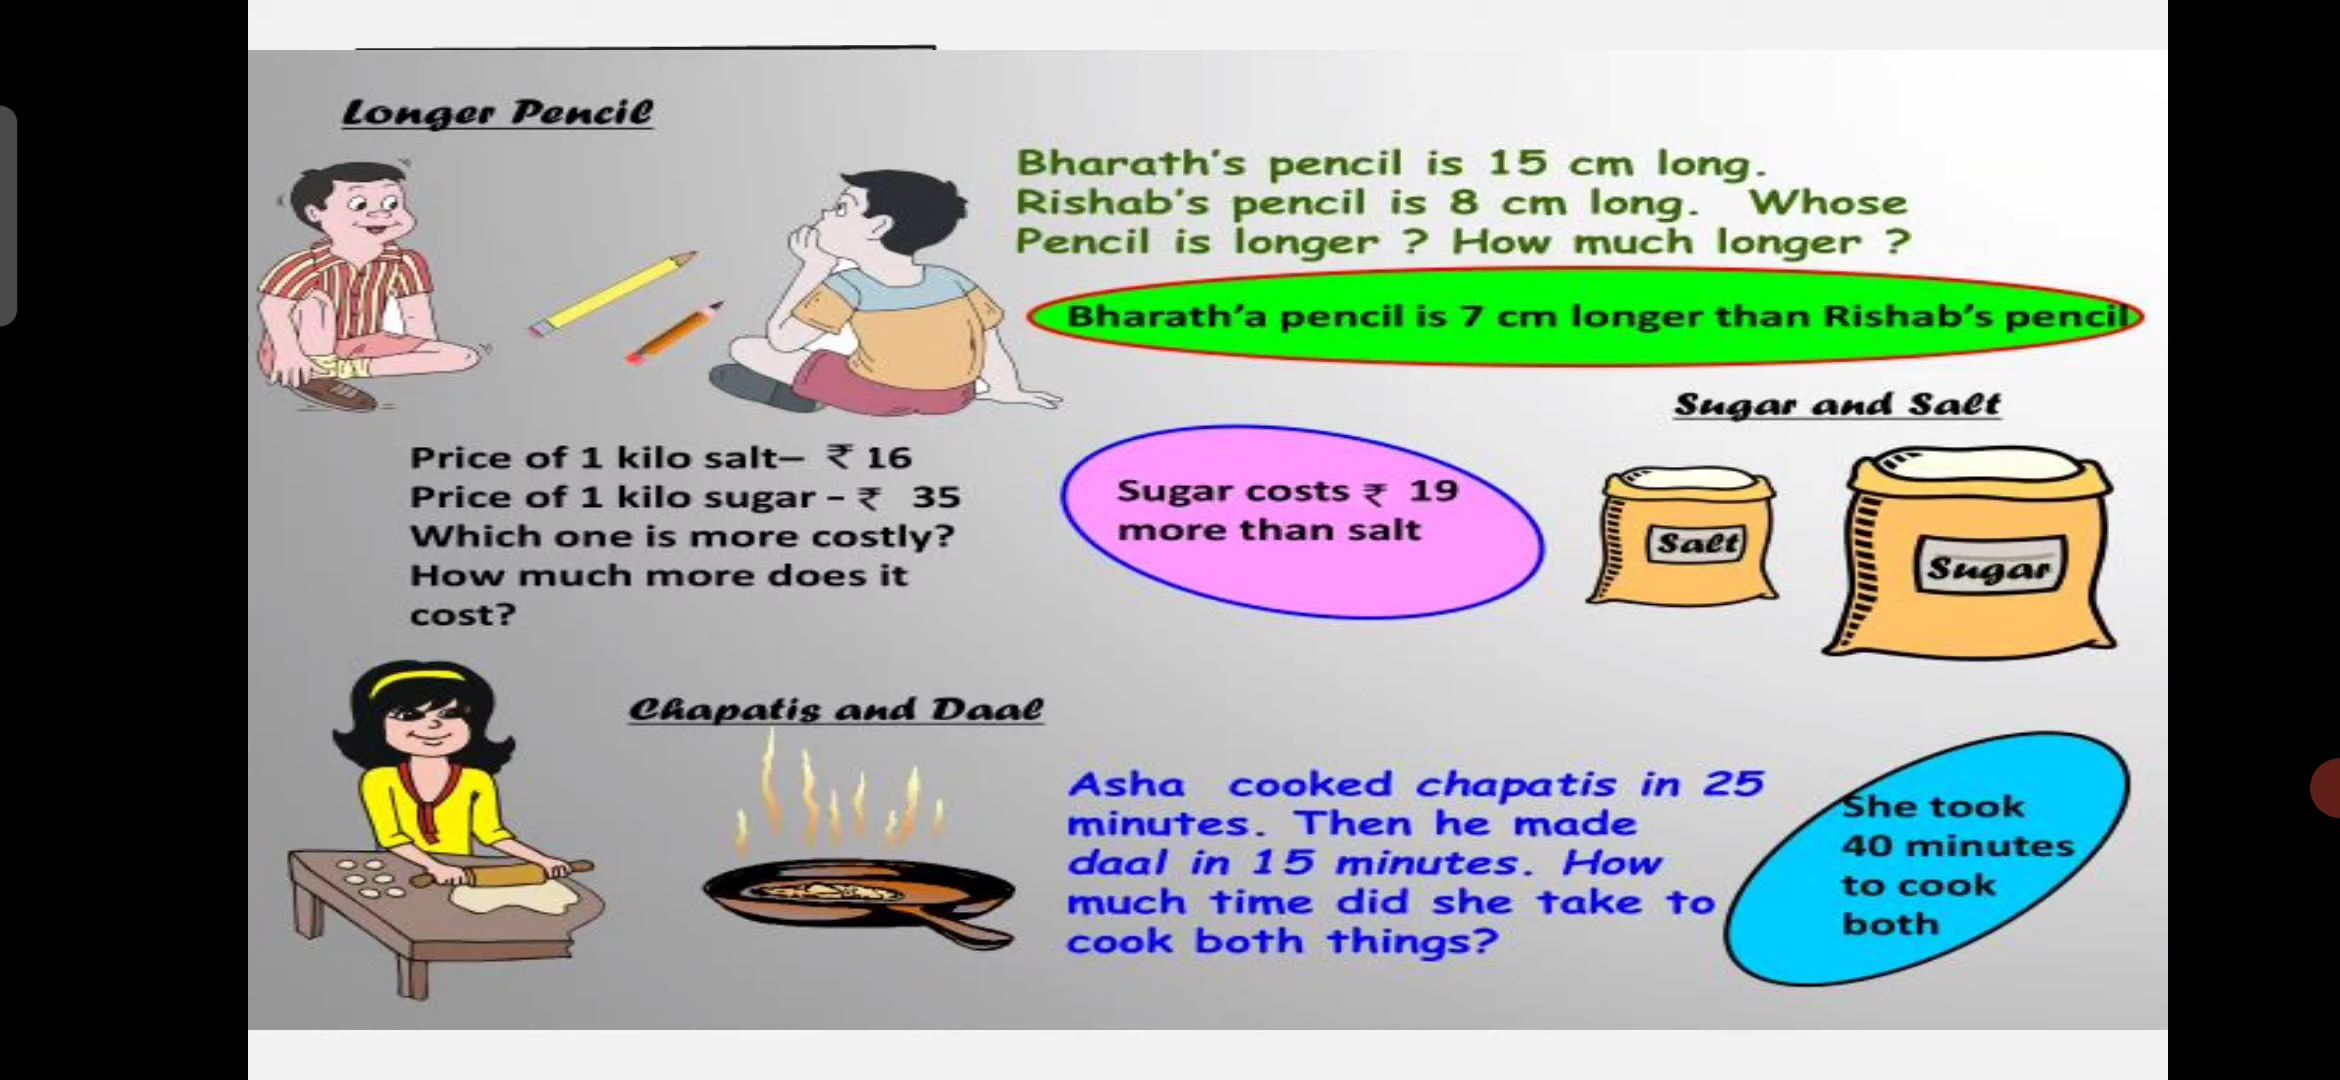 Longer Pencil
Bharath's pencil is 15 cm long.
Rishab's pencil is 8 cm long. Whose
Pencil is longer ? How much longer ?
Bharath'a pencil is 7 cm longer than Rishab's pencil
Sugar and Salt
Price of 1 kilo salt– ₹ 16
Price of 1 kilo sugar - ₹ 35
Which one is more costly?
How much more does it
cost?
Sugar costs ₹ 19
more than salt
Salt
Sugar
Chapatis and Daal
Asha cooked chapatis in 25
minutes. Then he made
daal in 15 minutes. How
much time did she take to
cook both things?
She took
40 minutes
to cook
both